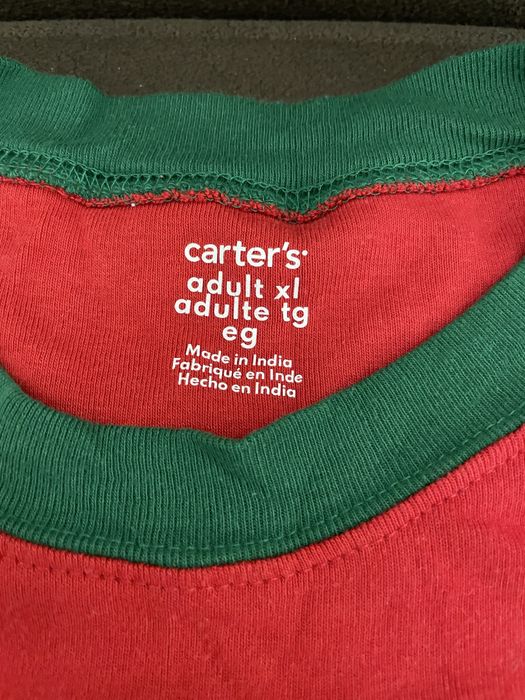 carter's
adult xl
adulte tg
eg
Made in India
Fabriqué en Inde
Hecho en India